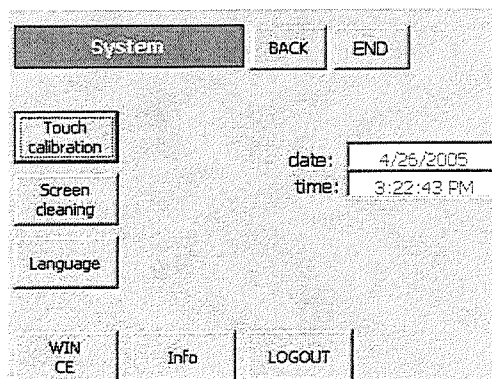 System
BACK
END
Touch
calibration
date: 4/26/2005
Screen
cleaning
time: 3:22:43 PM
Language
WIN
CE
Info
LOGOUT